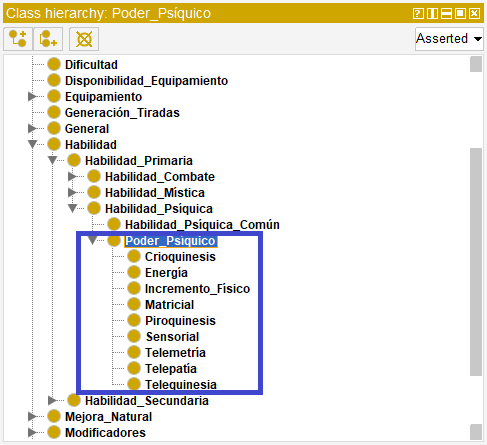 Class hierarchy: Poder_Psíquico
Asserted
Dificultad
Disponibilidad_Equipamiento
Equipamiento
Generación_Tiradas
General
Habilidad
Habilidad_Primaria
Habilidad_Combate
Habilidad_Mística
Habilidad_Psíquica
Habilidad_Psíquica_Común
Poder_Psíquico
Crioquinesis
Energía
Incremento_Físico
Matricial
Piroquinesis
Sensorial
Telemetría
Telepatía
Telequinesia
Habilidad_Secundaria
Mejora_Natural
Modificadores